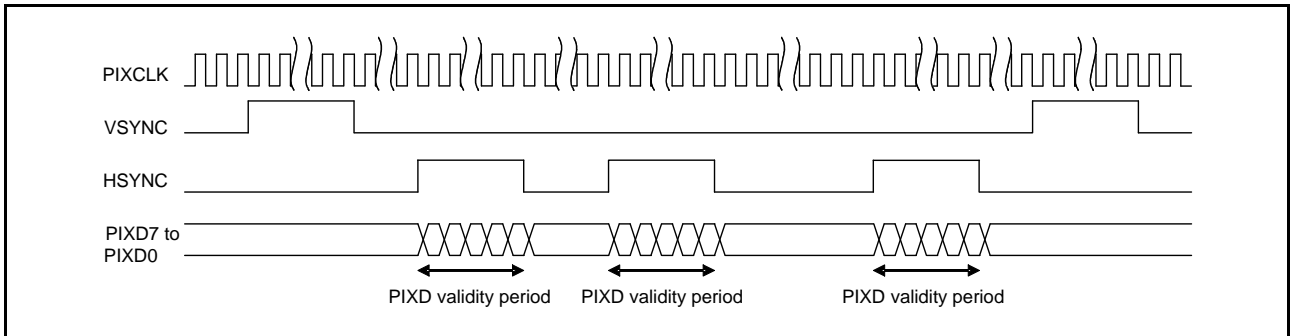 PIXCLK
VSYNC
HSYNC
PIXD7 to
PIXD0
PIXD validity period
PIXD validity period
PIXD validity period